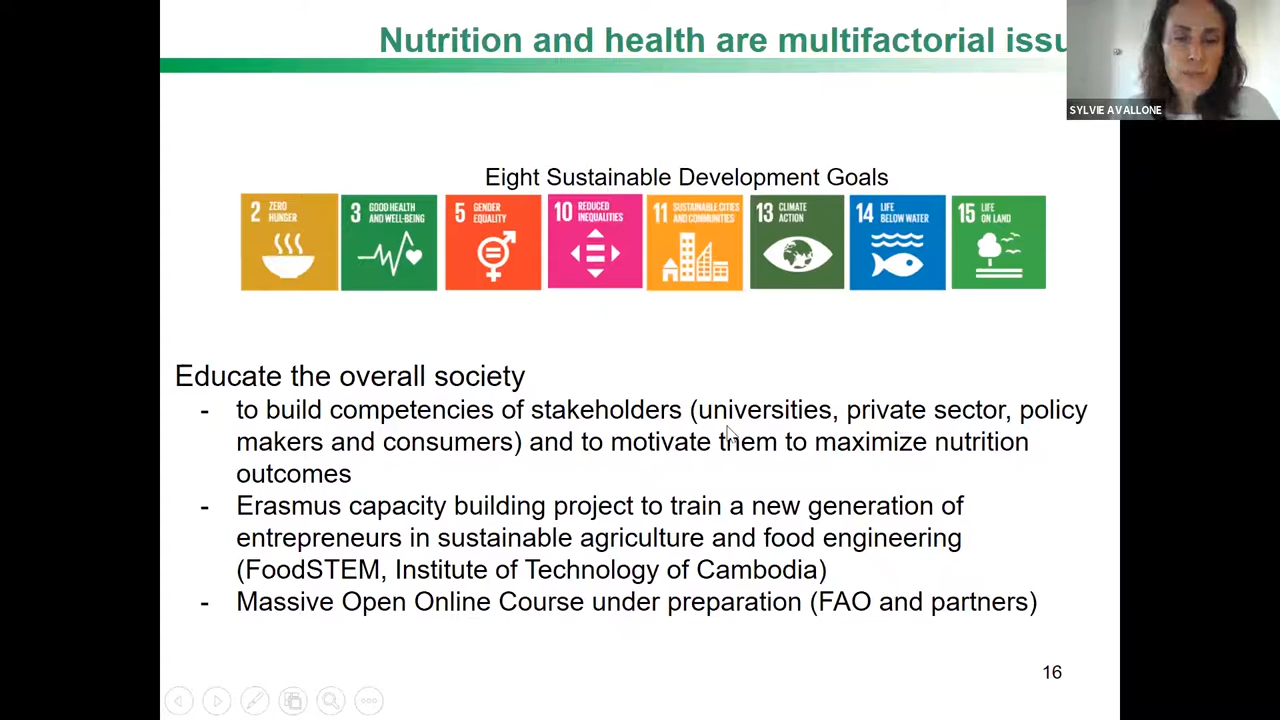 Nutrition and health are multifactorial issu
SYLVIE AVALLONE
Eight Sustainable Development Goals
2 ZERO
HUNGER
3 GOOD HEALTH
AND WELL-BEING
5 GENDER
EQUALITY
10 REDUCED
INEQUALITIES
11 SUSTAINABLE CITIES
AND COMMUNITIES
13 CLIMATE
ACTION
14 LIFE
BELOW WATER
15 LIFE
ON LAND
Educate the overall society
- to build competencies of stakeholders (universities, private sector, policy
makers and consumers) and to motivate them to maximize nutrition
outcomes
- Erasmus capacity building project to train a new generation of
entrepreneurs in sustainable agriculture and food engineering
(FoodSTEM, Institute of Technology of Cambodia)
- Massive Open Online Course under preparation (FAO and partners)
16